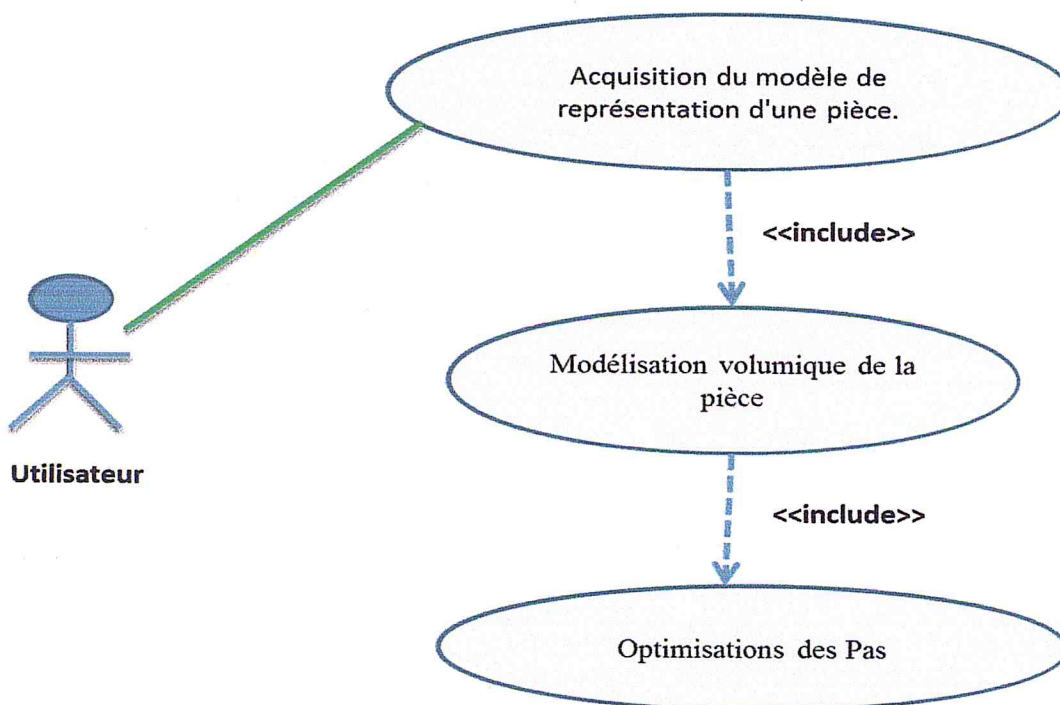 Acquisition du modèle de
représentation d'une pièce.
<<include>>
Modélisation volumique de la
pièce
Utilisateur
<<include>>
Optimisations des Pas